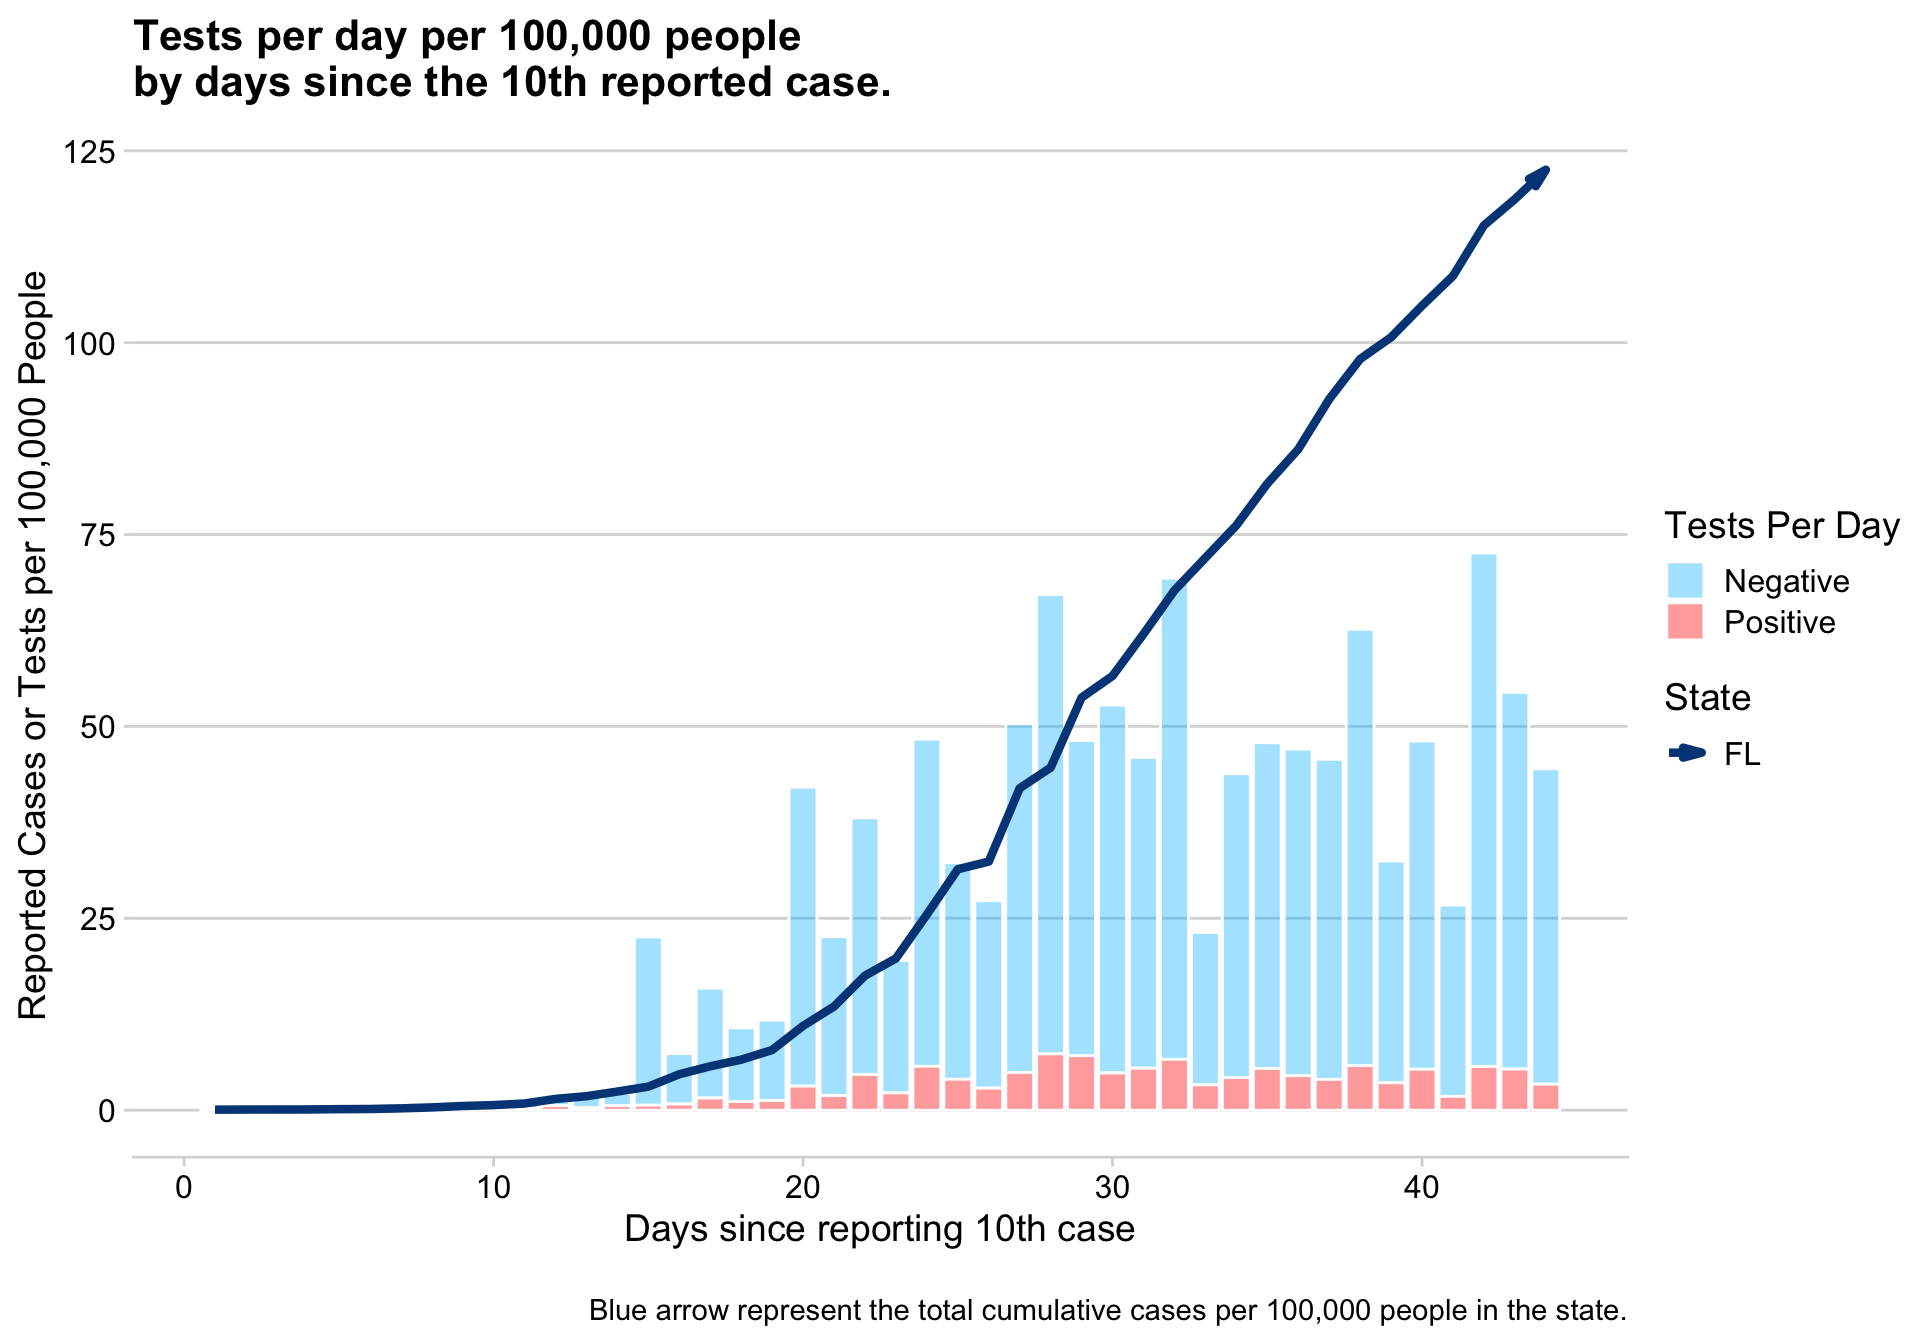 Tests per day per 100,000 people
by days since the 10th reported case.
Reported Cases or Tests per 100,000 People
125
100
75
50
25
0
0
10
20
30
40
Days since reporting 10th case
Tests Per Day
Negative
Positive
State
FL
Blue arrow represent the total cumulative cases per 100,000 people in the state.